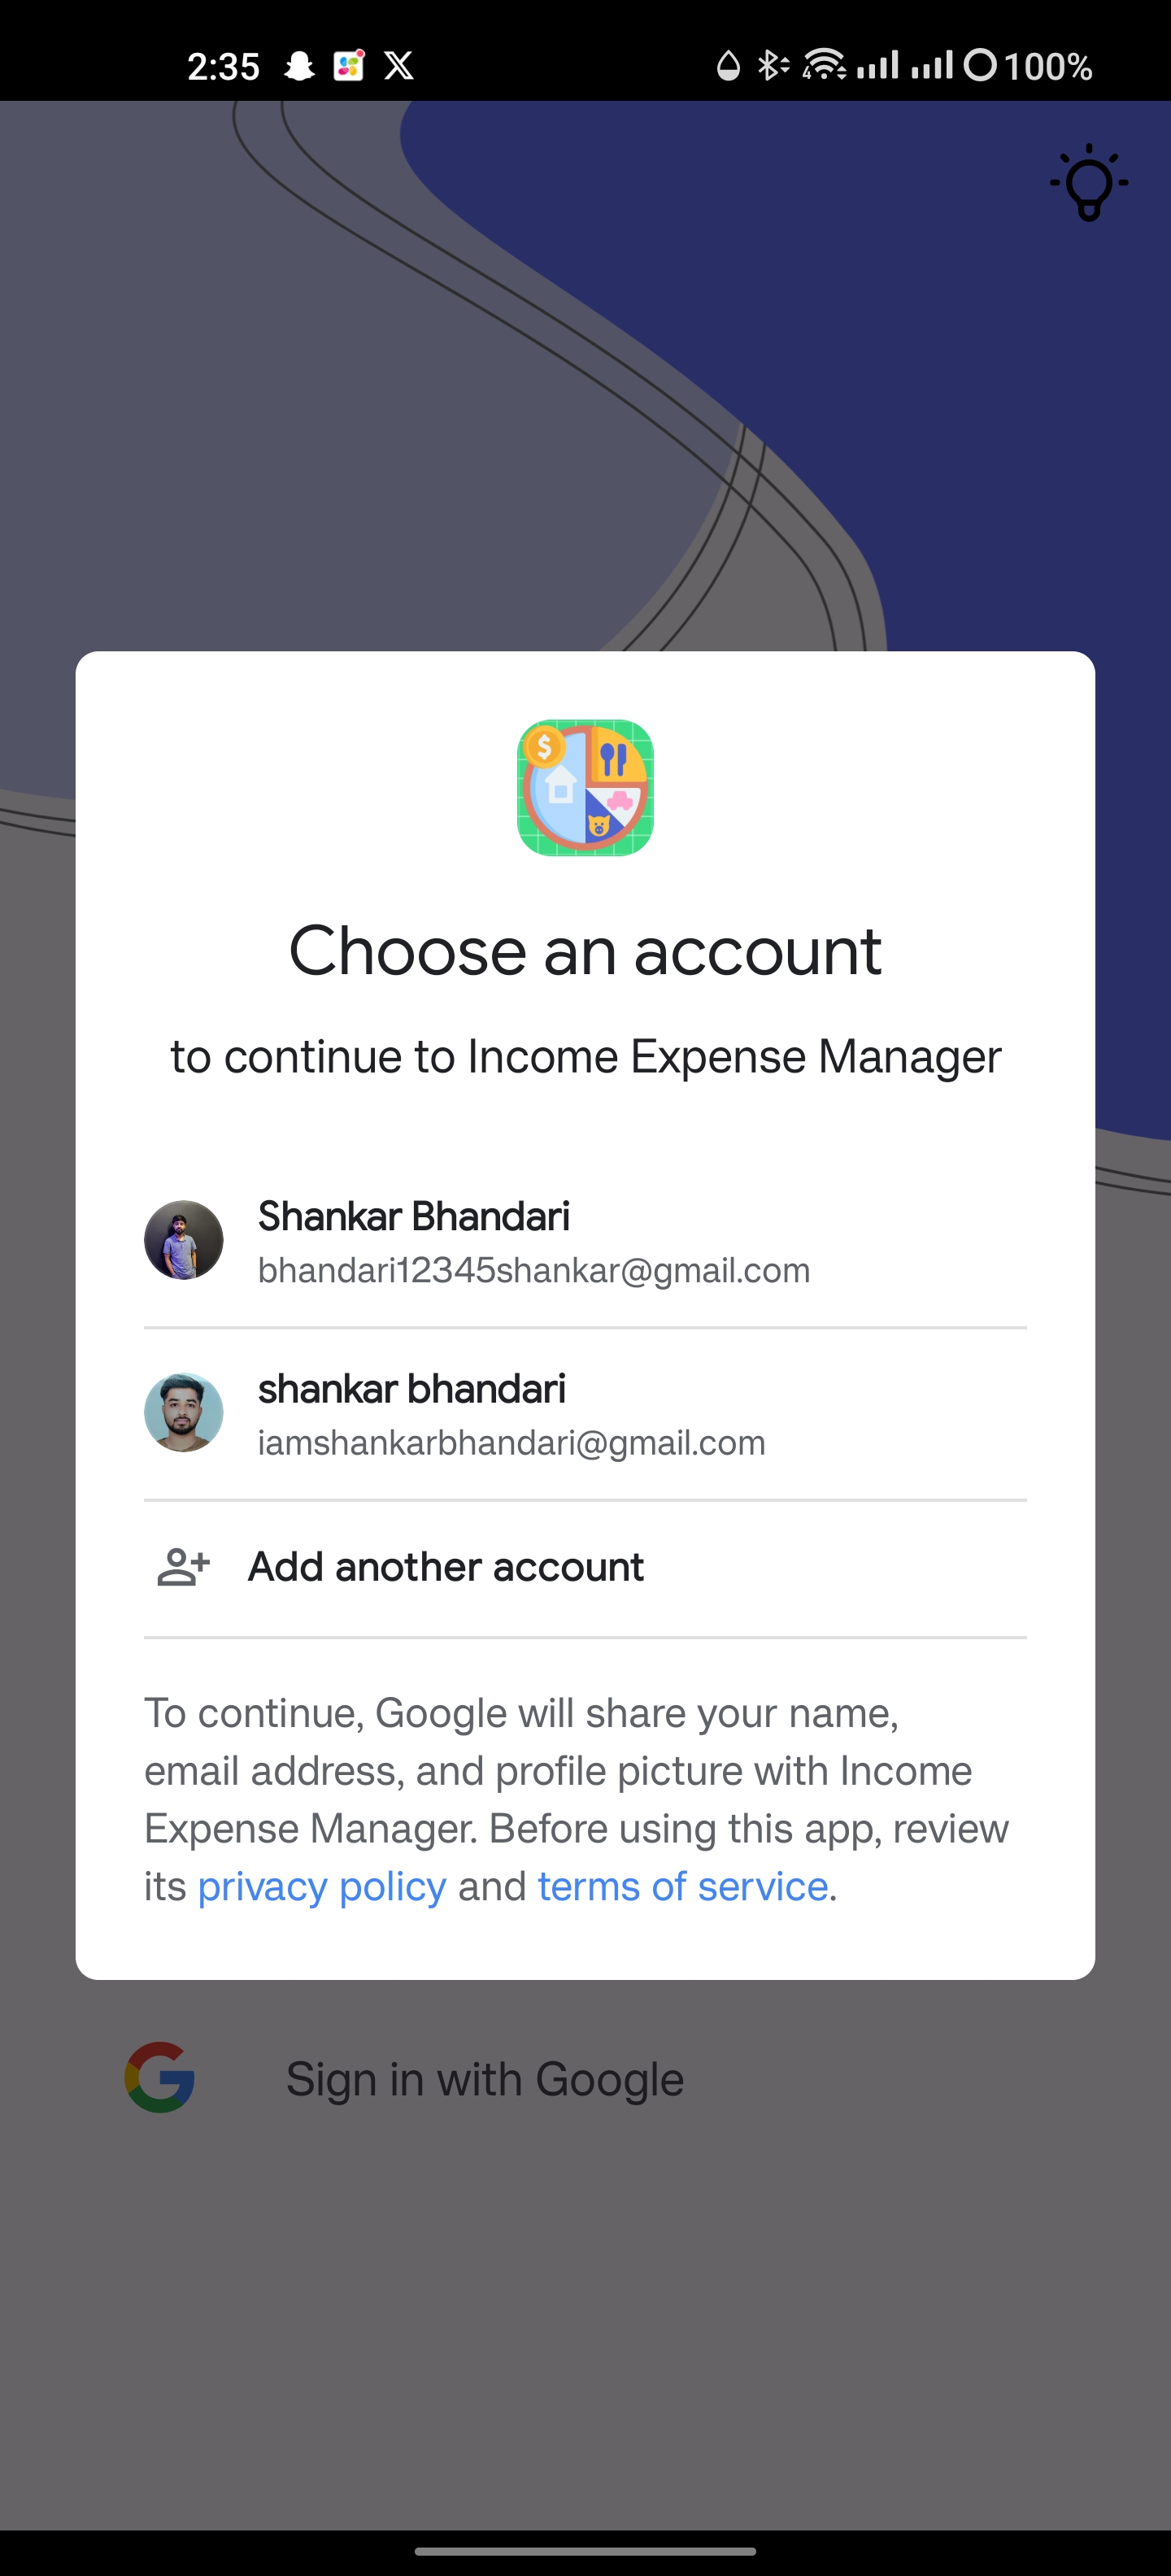 2:35
4
100%
$
Choose an account
to continue to Income Expense Manager
Shankar Bhandari
bhandari12345shankar@gmail.com
shankar bhandari
iamshankarbhandari@gmail.com
Add another account
To continue, Google will share your name,
email address, and profile picture with Income
Expense Manager. Before using this app, review
its privacy policy and terms of service.
Sign in with Google